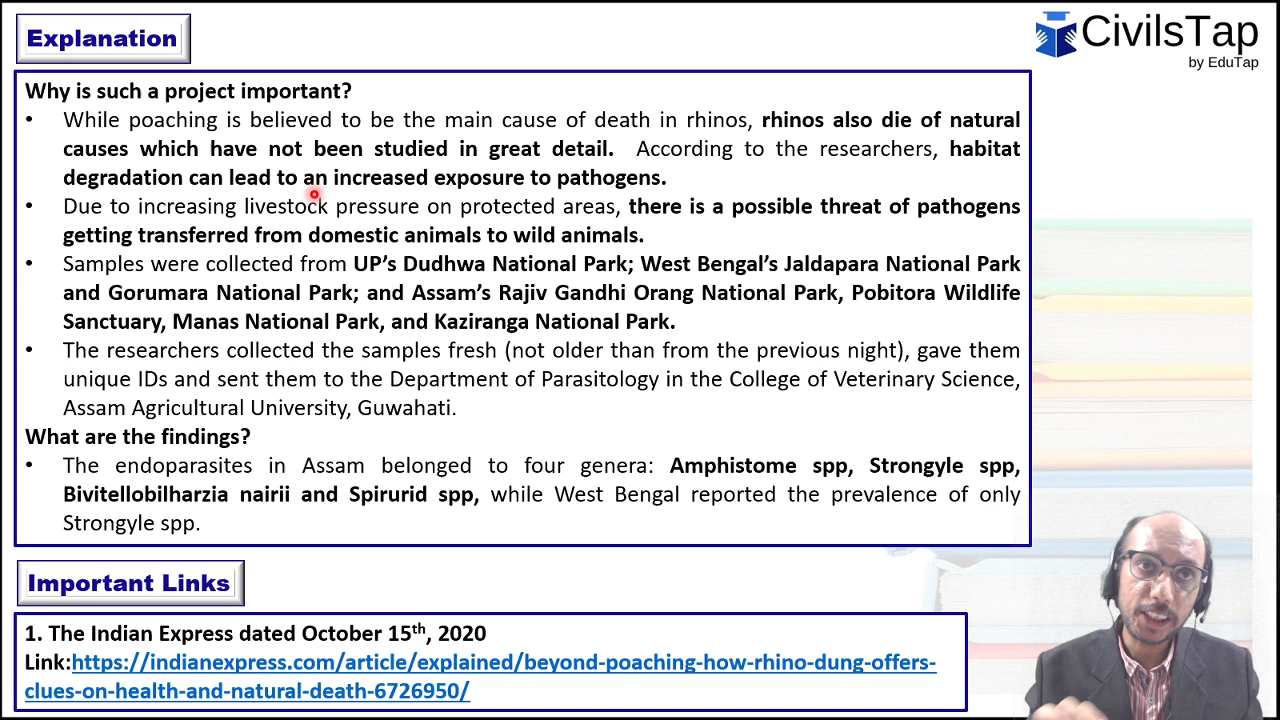 Explanation
CivilsTap
by EduTap
Why is such a project important?
• While poaching is believed to be the main cause of death in rhinos, rhinos also die of natural
causes which have not been studied in great detail. According to the researchers, habitat
degradation can lead to an increased exposure to pathogens.
• Due to increasing livestock pressure on protected areas, there is a possible threat of pathogens
getting transferred from domestic animals to wild animals.
• Samples were collected from UP’s Dudhwa National Park; West Bengal’s Jaldapara National Park
and Gorumara National Park; and Assam’s Rajiv Gandhi Orang National Park, Pobitora Wildlife
Sanctuary, Manas National Park, and Kaziranga National Park.
• The researchers collected the samples fresh (not older than from the previous night), gave them
unique IDs and sent them to the Department of Parasitology in the College of Veterinary Science,
Assam Agricultural University, Guwahati.
What are the findings?
• The endoparasites in Assam belonged to four genera: Amphistome spp, Strongyle spp,
Bivitellobilharzia nairii and Spirurid spp, while West Bengal reported the prevalence of only
Strongyle spp.
Important Links
1. The Indian Express dated October 15th, 2020
Link:https://indianexpress.com/article/explained/beyond-poaching-how-rhino-dung-offers-
clues-on-health-and-natural-death-6726950/